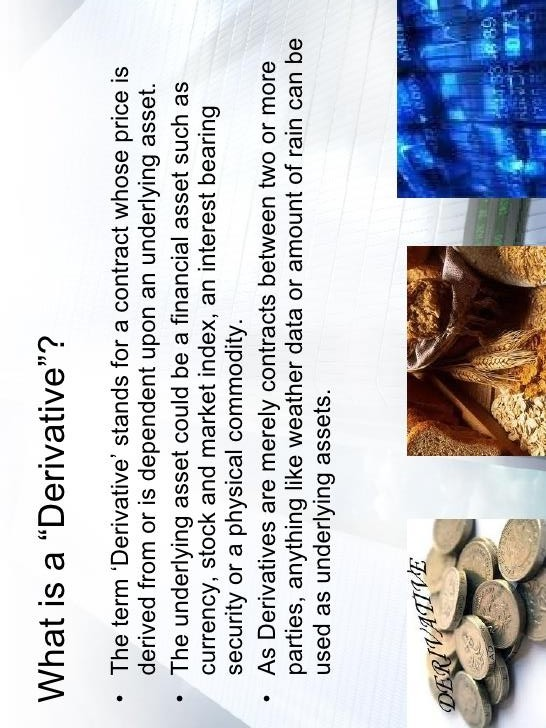 What is a “Derivative”?
• The term ‘Derivative’ stands for a contract whose price is
derived from or is dependent upon an underlying asset.
• The underlying asset could be a financial asset such as
currency, stock and market index, an interest bearing
security or a physical commodity.
• As Derivatives are merely contracts between two or more
parties, anything like weather data or amount of rain can be
used as underlying assets.
DERIVATIVE